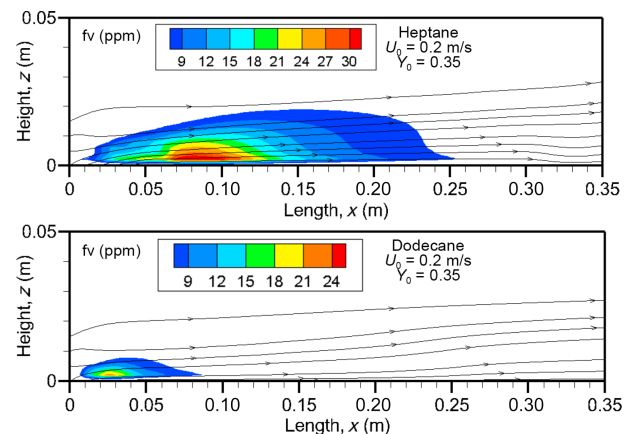 0.05
fv (ppm)
9 12 15 18 21 24 27 30
Heptane
U0 = 0.2 m/s
Y0 = 0.35
Height, z (m)
0
0 0.05 0.10 0.15 0.20 0.25 0.30 0.35
Length, x (m)
0.05
fv (ppm)
9 12 15 18 21 24
Dodecane
U0 = 0.2 m/s
Y0 = 0.35
Height, z (m)
0
0 0.05 0.10 0.15 0.20 0.25 0.30 0.35
Length, x (m)